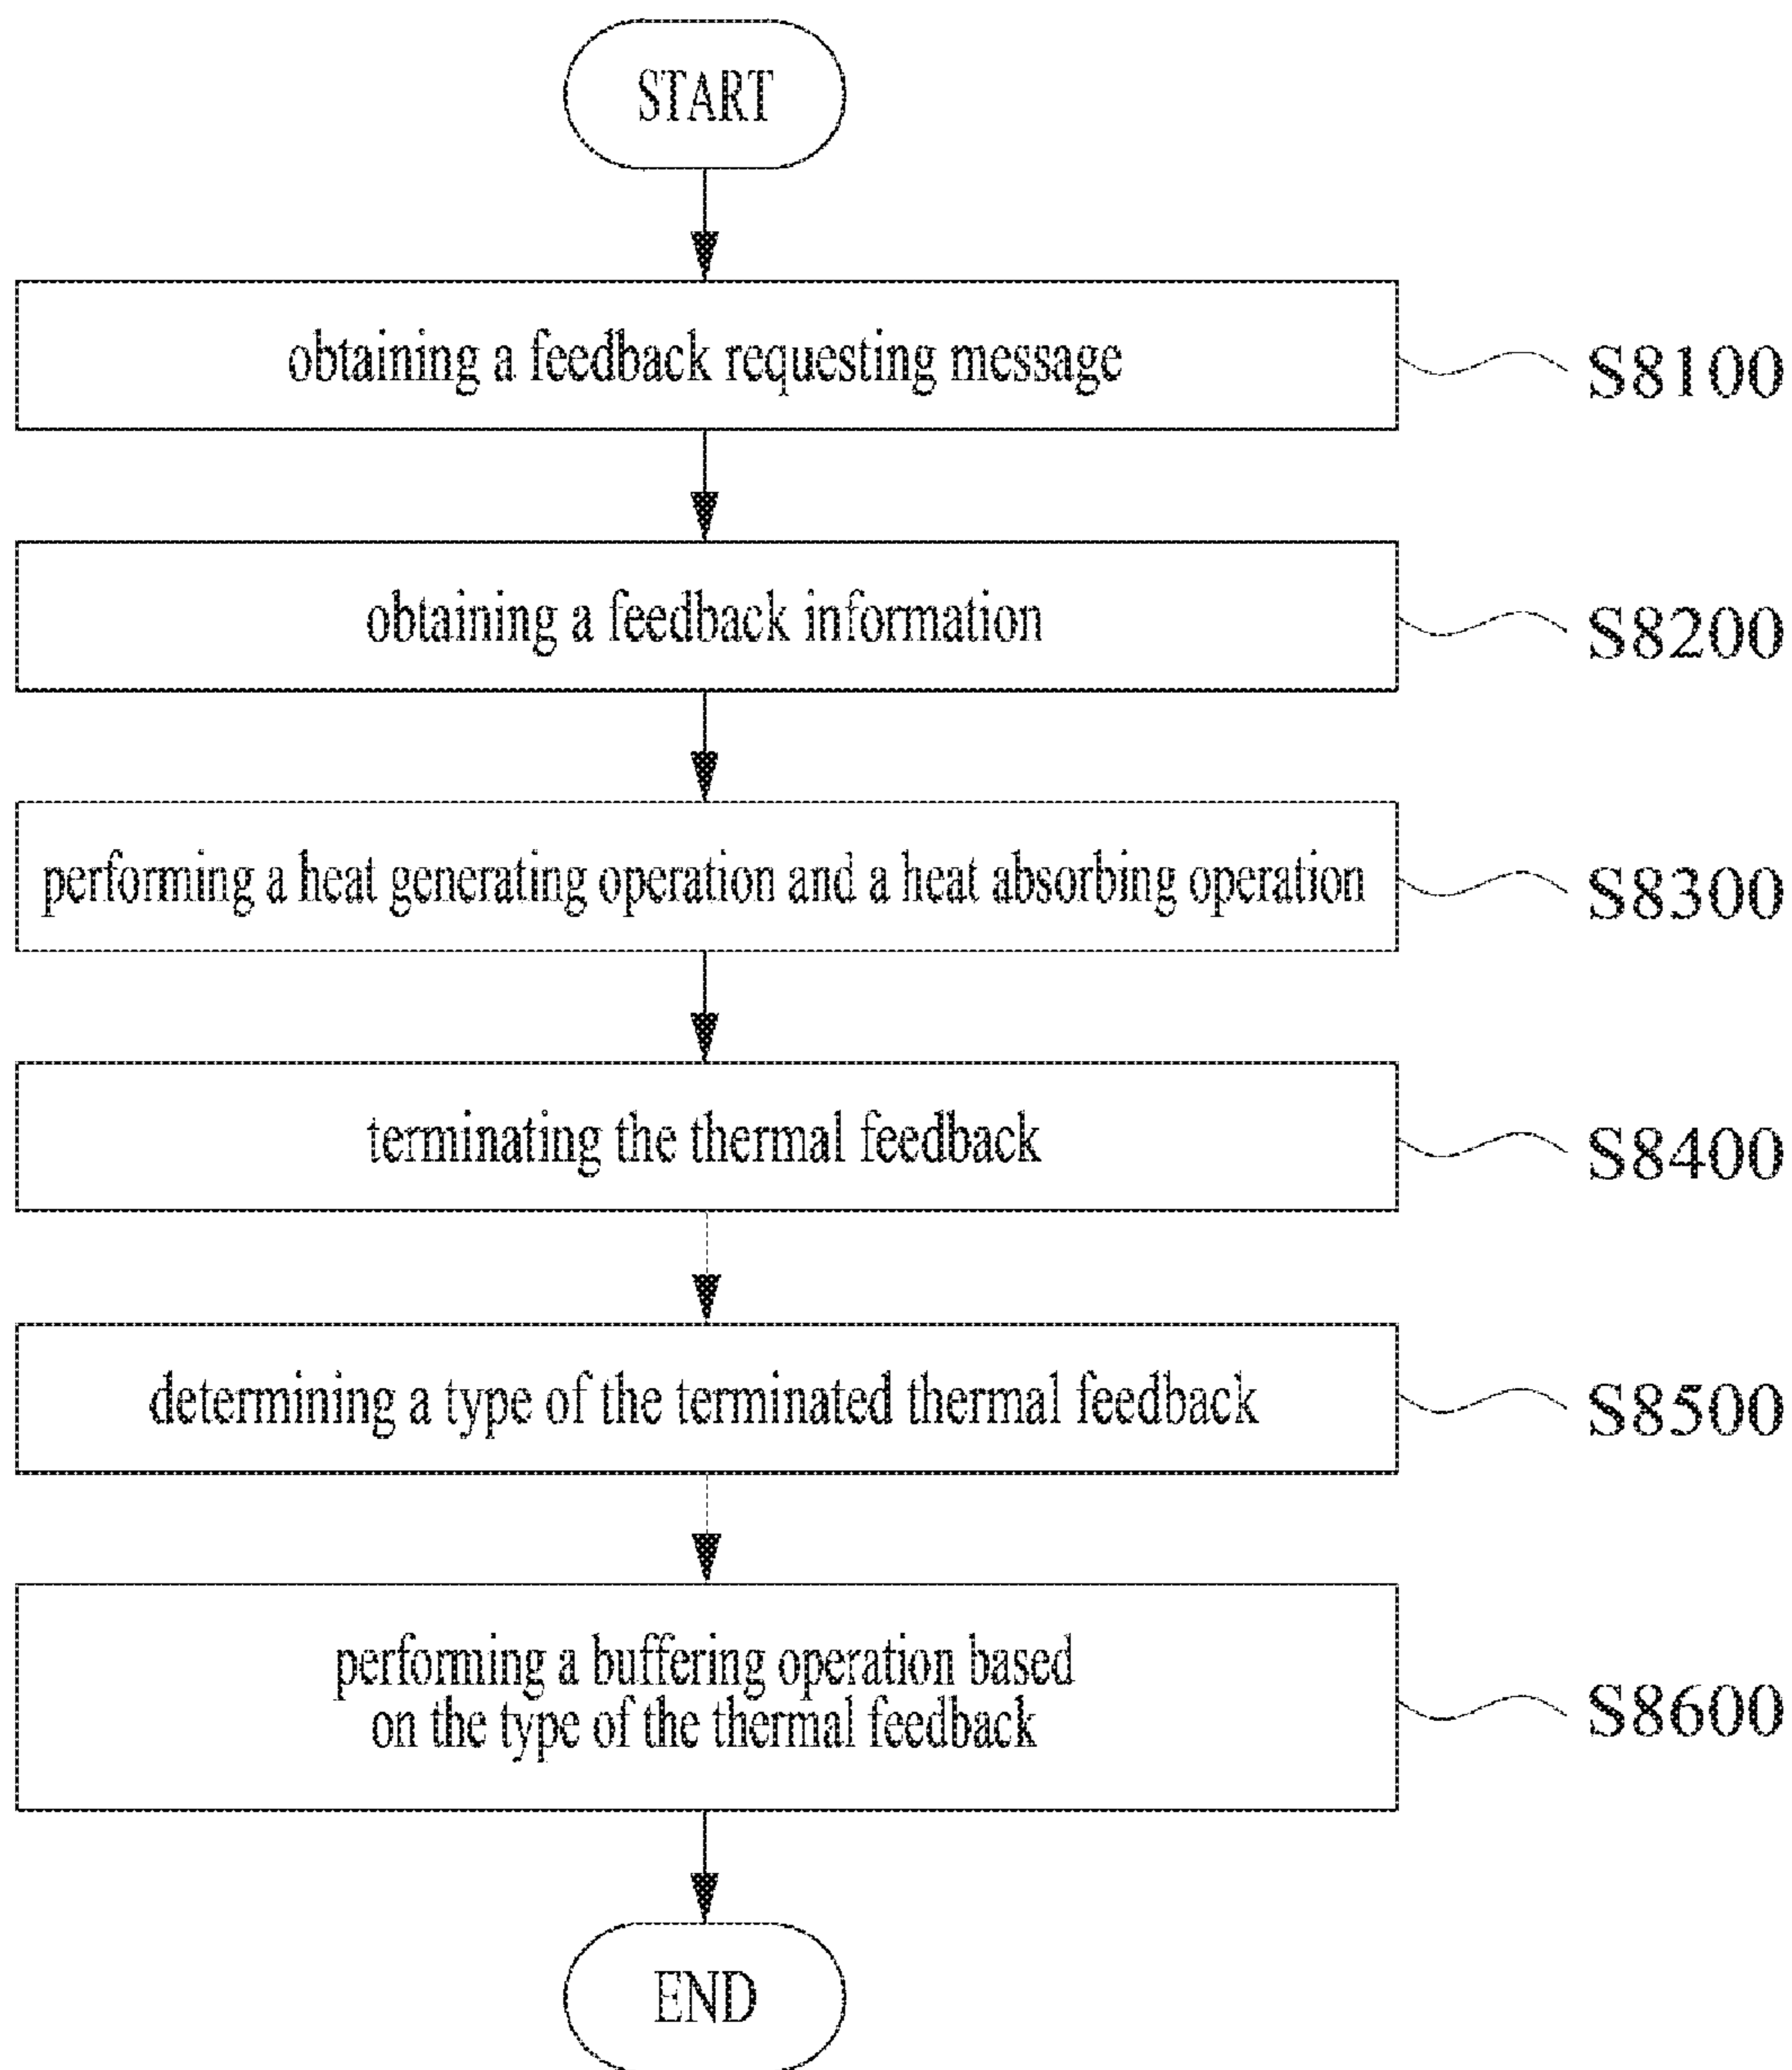 START
obtaining a feedback requesting message
S8100
obtaining a feedback information
S8200
performing a heat generating operation and a heat absorbing operation
S8300
terminating the thermal feedback
S8400
determining a type of the terminated thermal feedback
S8500
performing a buffering operation based
on the type of the thermal feedback
S8600
END